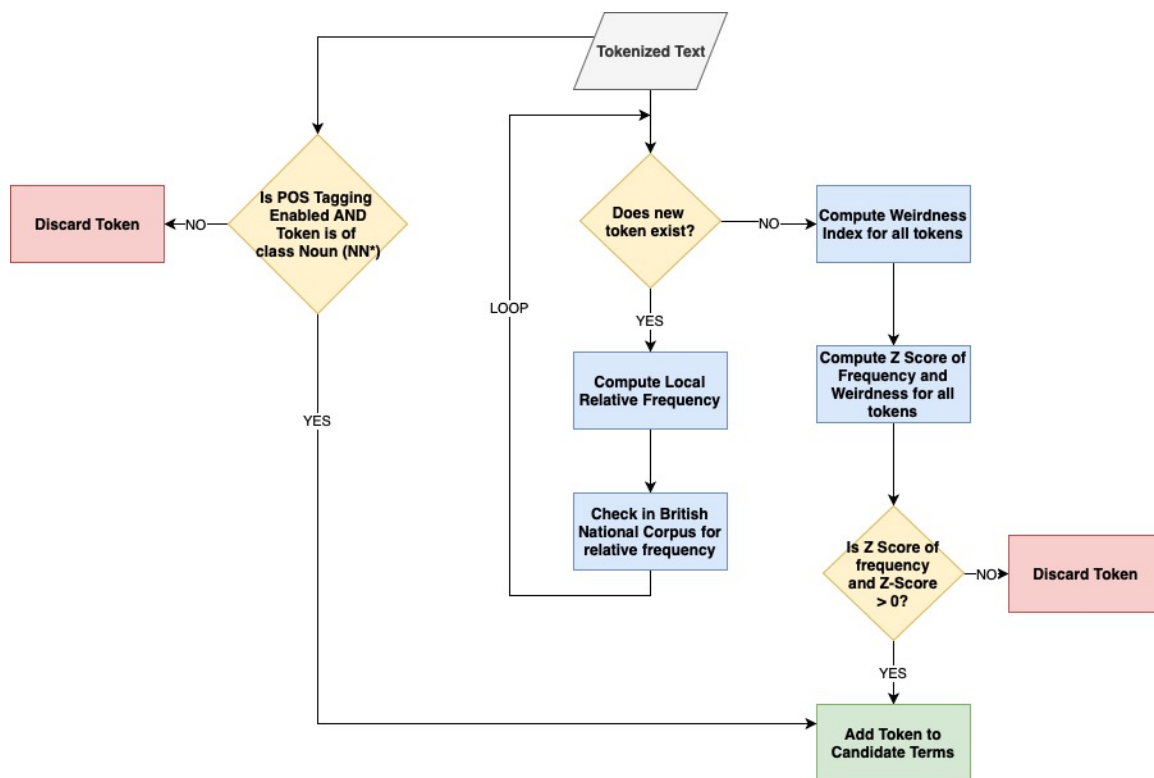 Tokenized Text
Is POS Tagging
Enabled AND
Token is of
class Noun (NN*)
NO
Discard Token
YES
Does new
token exist?
NO
YES
LOOP
Compute Local
Relative Frequency
Check in British
National Corpus for
relative frequency
Compute Weirdness
Index for all tokens
Compute Z Score of
Frequency and
Weirdness for all
tokens
Is Z Score of
frequency
and Z-Score
> 0?
NO
Discard Token
YES
Add Token to
Candidate Terms